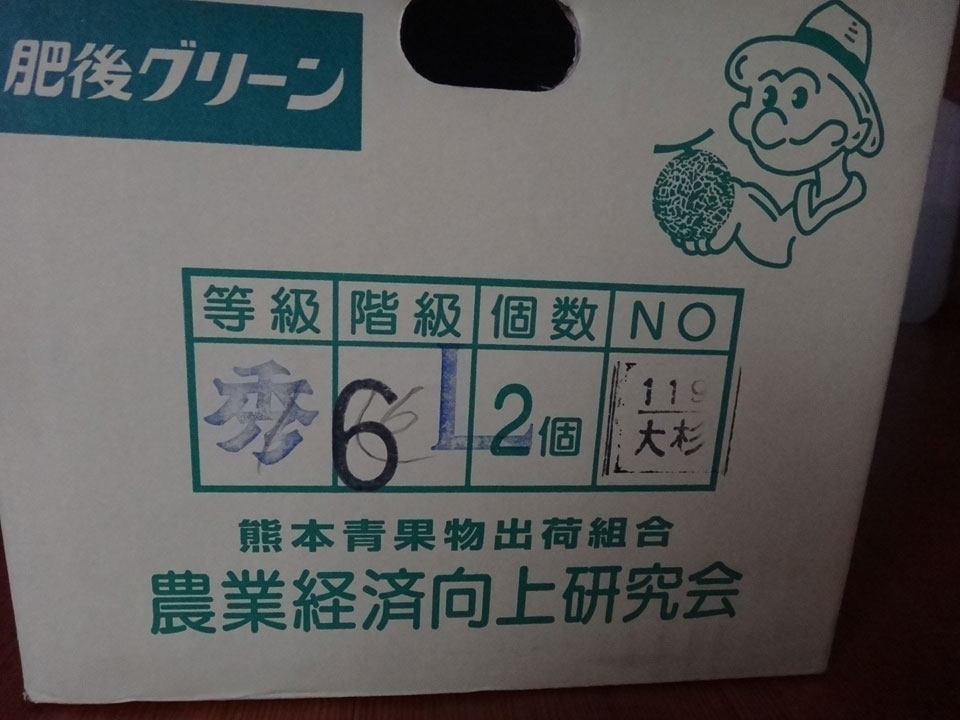 肥後グリーン
等級 階級 個数 NO
秀 6L 2個 119
大杉
熊本青果物出荷組合
農業経済向上研究会